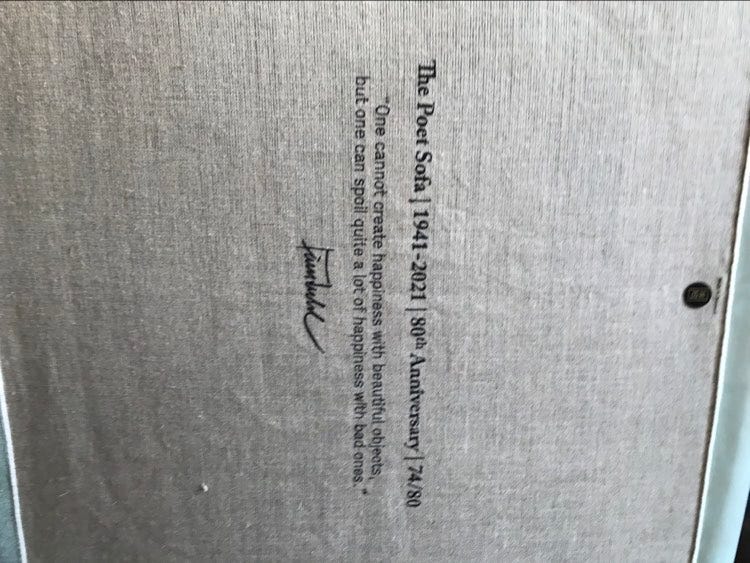 The Poet Sofa | 1941-2021 | 80th Anniversary | 74/80
"One cannot create happiness with beautiful objects,
but one can spoil quite a lot of happiness with bad ones."